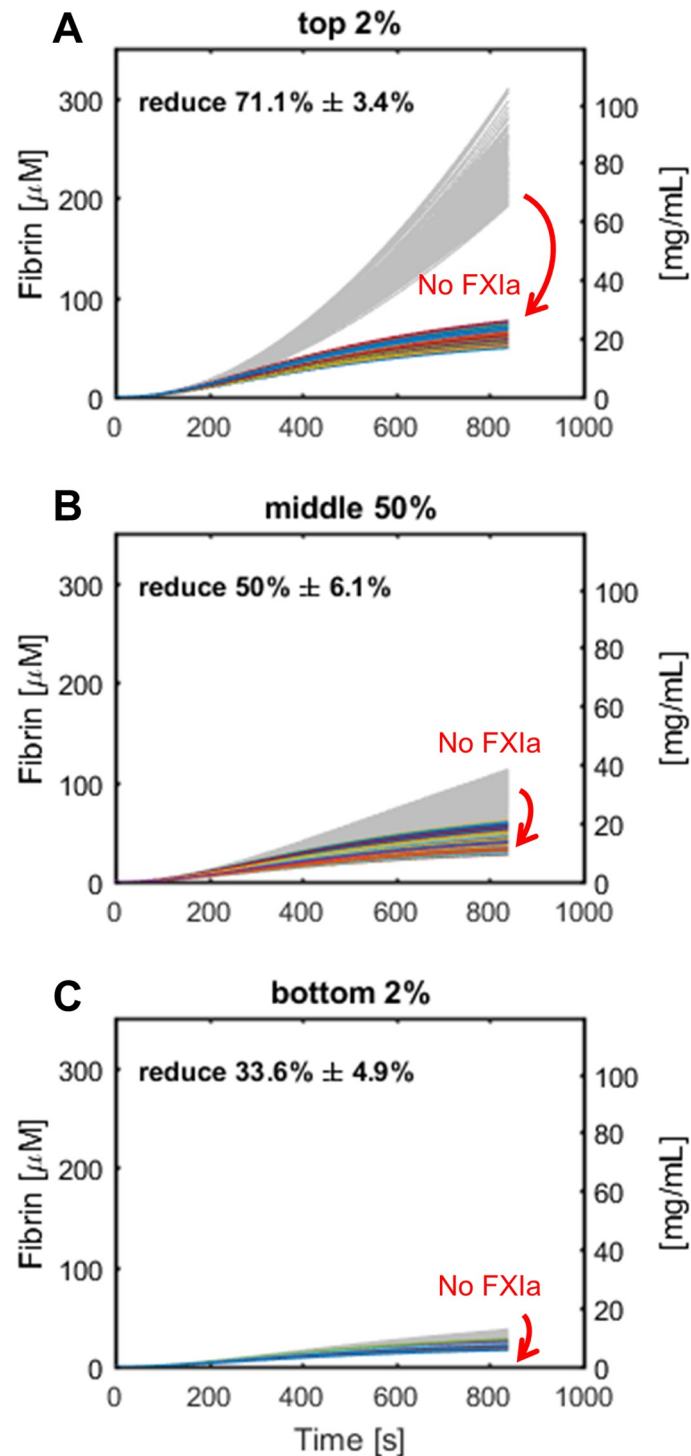 A
top 2%
reduce 71.1% ± 3.4%
Fibrin [μM]
300
200
100
0
100
80
60
40
20
0
[mg/mL]
No FXIa
0 200 400 600 800 1000
B
middle 50%
reduce 50% ± 6.1%
Fibrin [μM]
300
200
100
0
100
80
60
40
20
0
[mg/mL]
No FXIa
0 200 400 600 800 1000
C
bottom 2%
reduce 33.6% ± 4.9%
Fibrin [μM]
300
200
100
0
100
80
60
40
20
0
[mg/mL]
No FXIa
0 200 400 600 800 1000
Time [s]